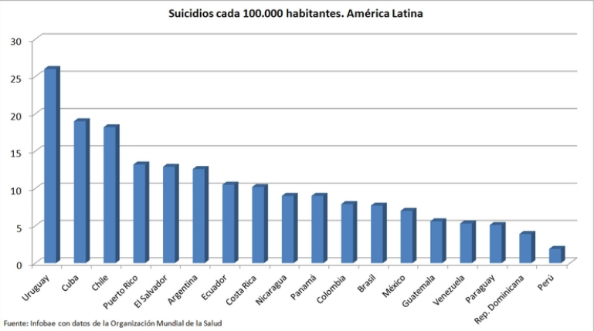 Suicidios cada 100.000 habitantes. América Latina
30
25
20
15
10
5
0
Uruguay
Cuba
Chile
Puerto Rico
El Salvador
Argentina
Ecuador
Costa Rica
Nicaragua
Panamá
Colombia
Brasil
México
Guatemala
Venezuela
Paraguay
Rep. Dominicana
Perú
Fuente: Infobae con datos de la Organización Mundial de la Salud